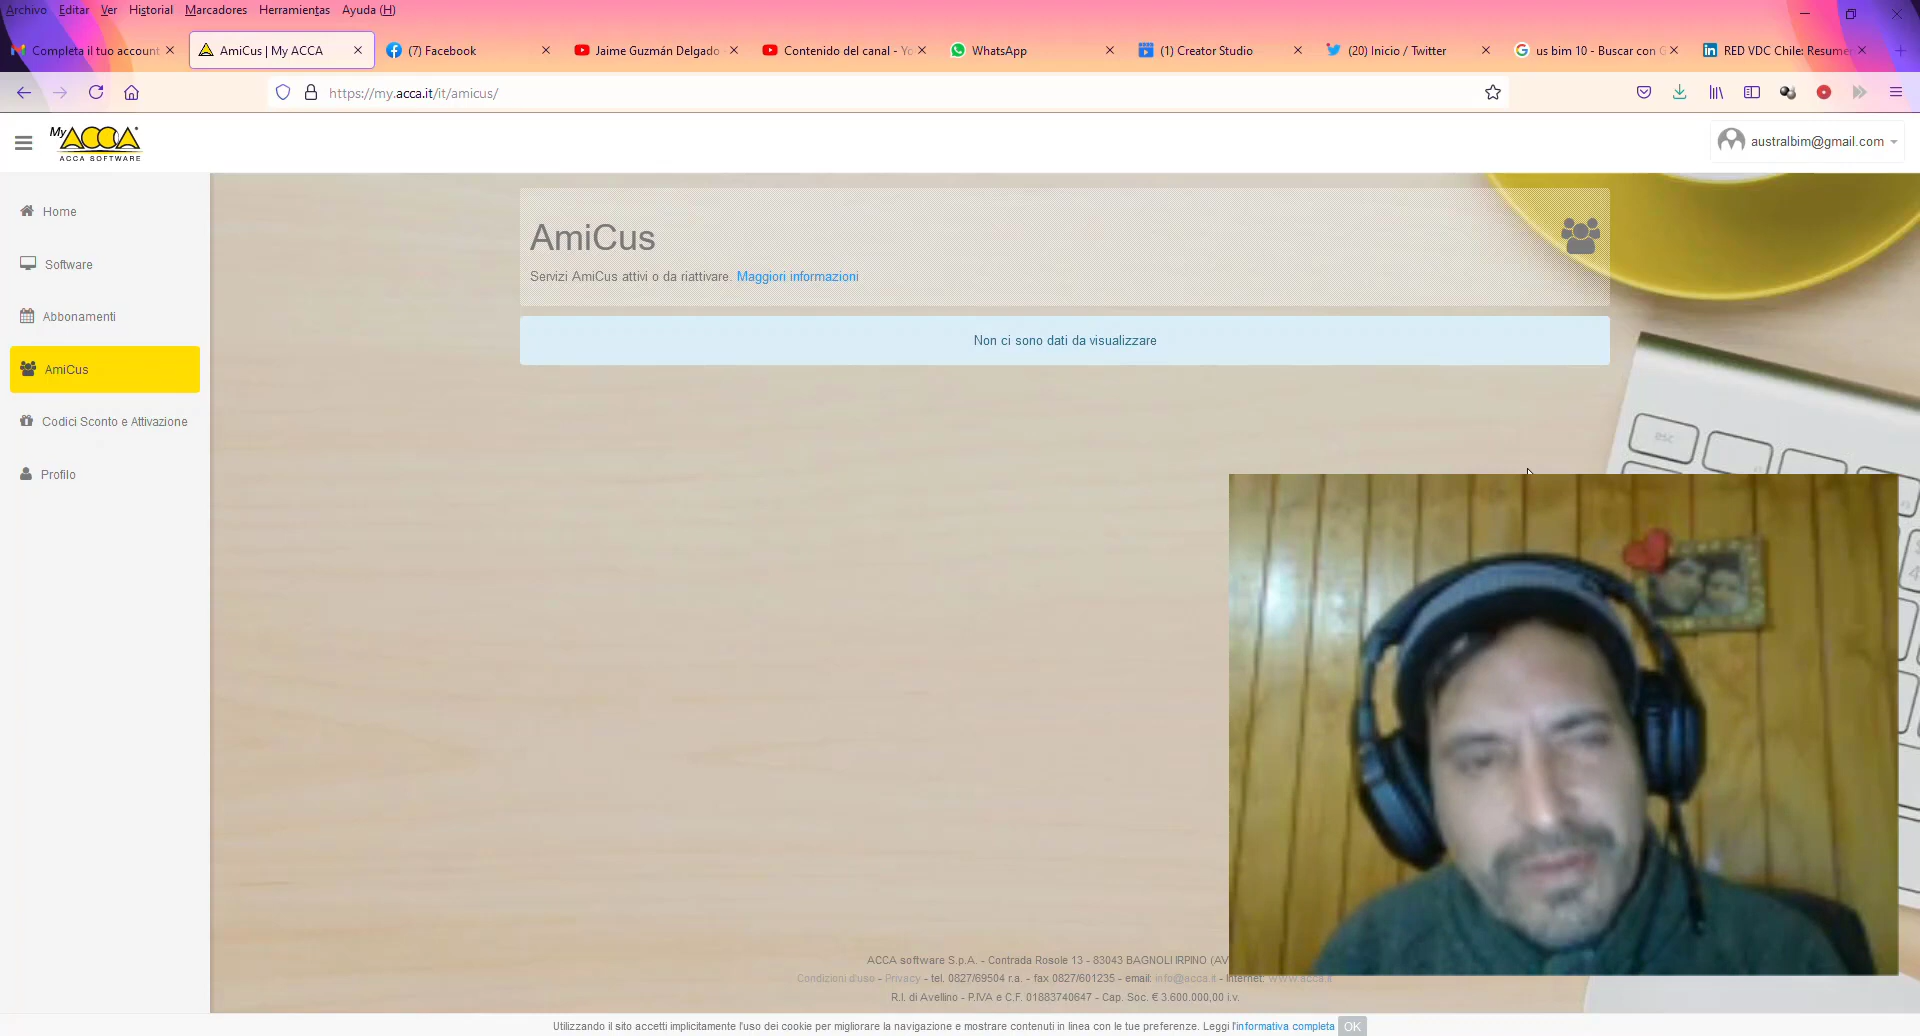 Archivo Editar Ver Historial Marcadores Herramientas Ayuda (H)
Completa il tuo account
AmiCus | My ACCA
(7) Facebook
Jaime Guzmán Delgado
Contenido del canal - Yo
WhatsApp
(1) Creator Studio
(20) Inicio / Twitter
us bim 10 - Buscar con G
RED VDC Chile: Resume
https://my.acca.it/it/amicus/
My ACCA
ACCA SOFTWARE
australbim@gmail.com
Home
Software
Abbonamenti
AmiCus
Codici Sconto e Attivazione
Profilo
AmiCus
Servizi AmiCus attivi o da riattivare. Maggiori informazioni
Non ci sono dati da visualizzare
esc
ACCA software S.p.A. - Contrada Rosole 13 - 83043 BAGNOLI IRPINO (AV
Condizioni d'uso - Privacy - tel. 0827/69504 r.a. - fax 0827/601235 - email: info@acca.it - Internet: www.acca.it
R.I. di Avellino - P.IVA e C.F. 01883740647 - Cap. Soc. € 3.600.000,00 i.v.
Utilizzando il sito accetti implicitamente l'uso dei cookie per migliorare la navigazione e mostrare contenuti in linea con le tue preferenze. Leggi l'informativa completa OK